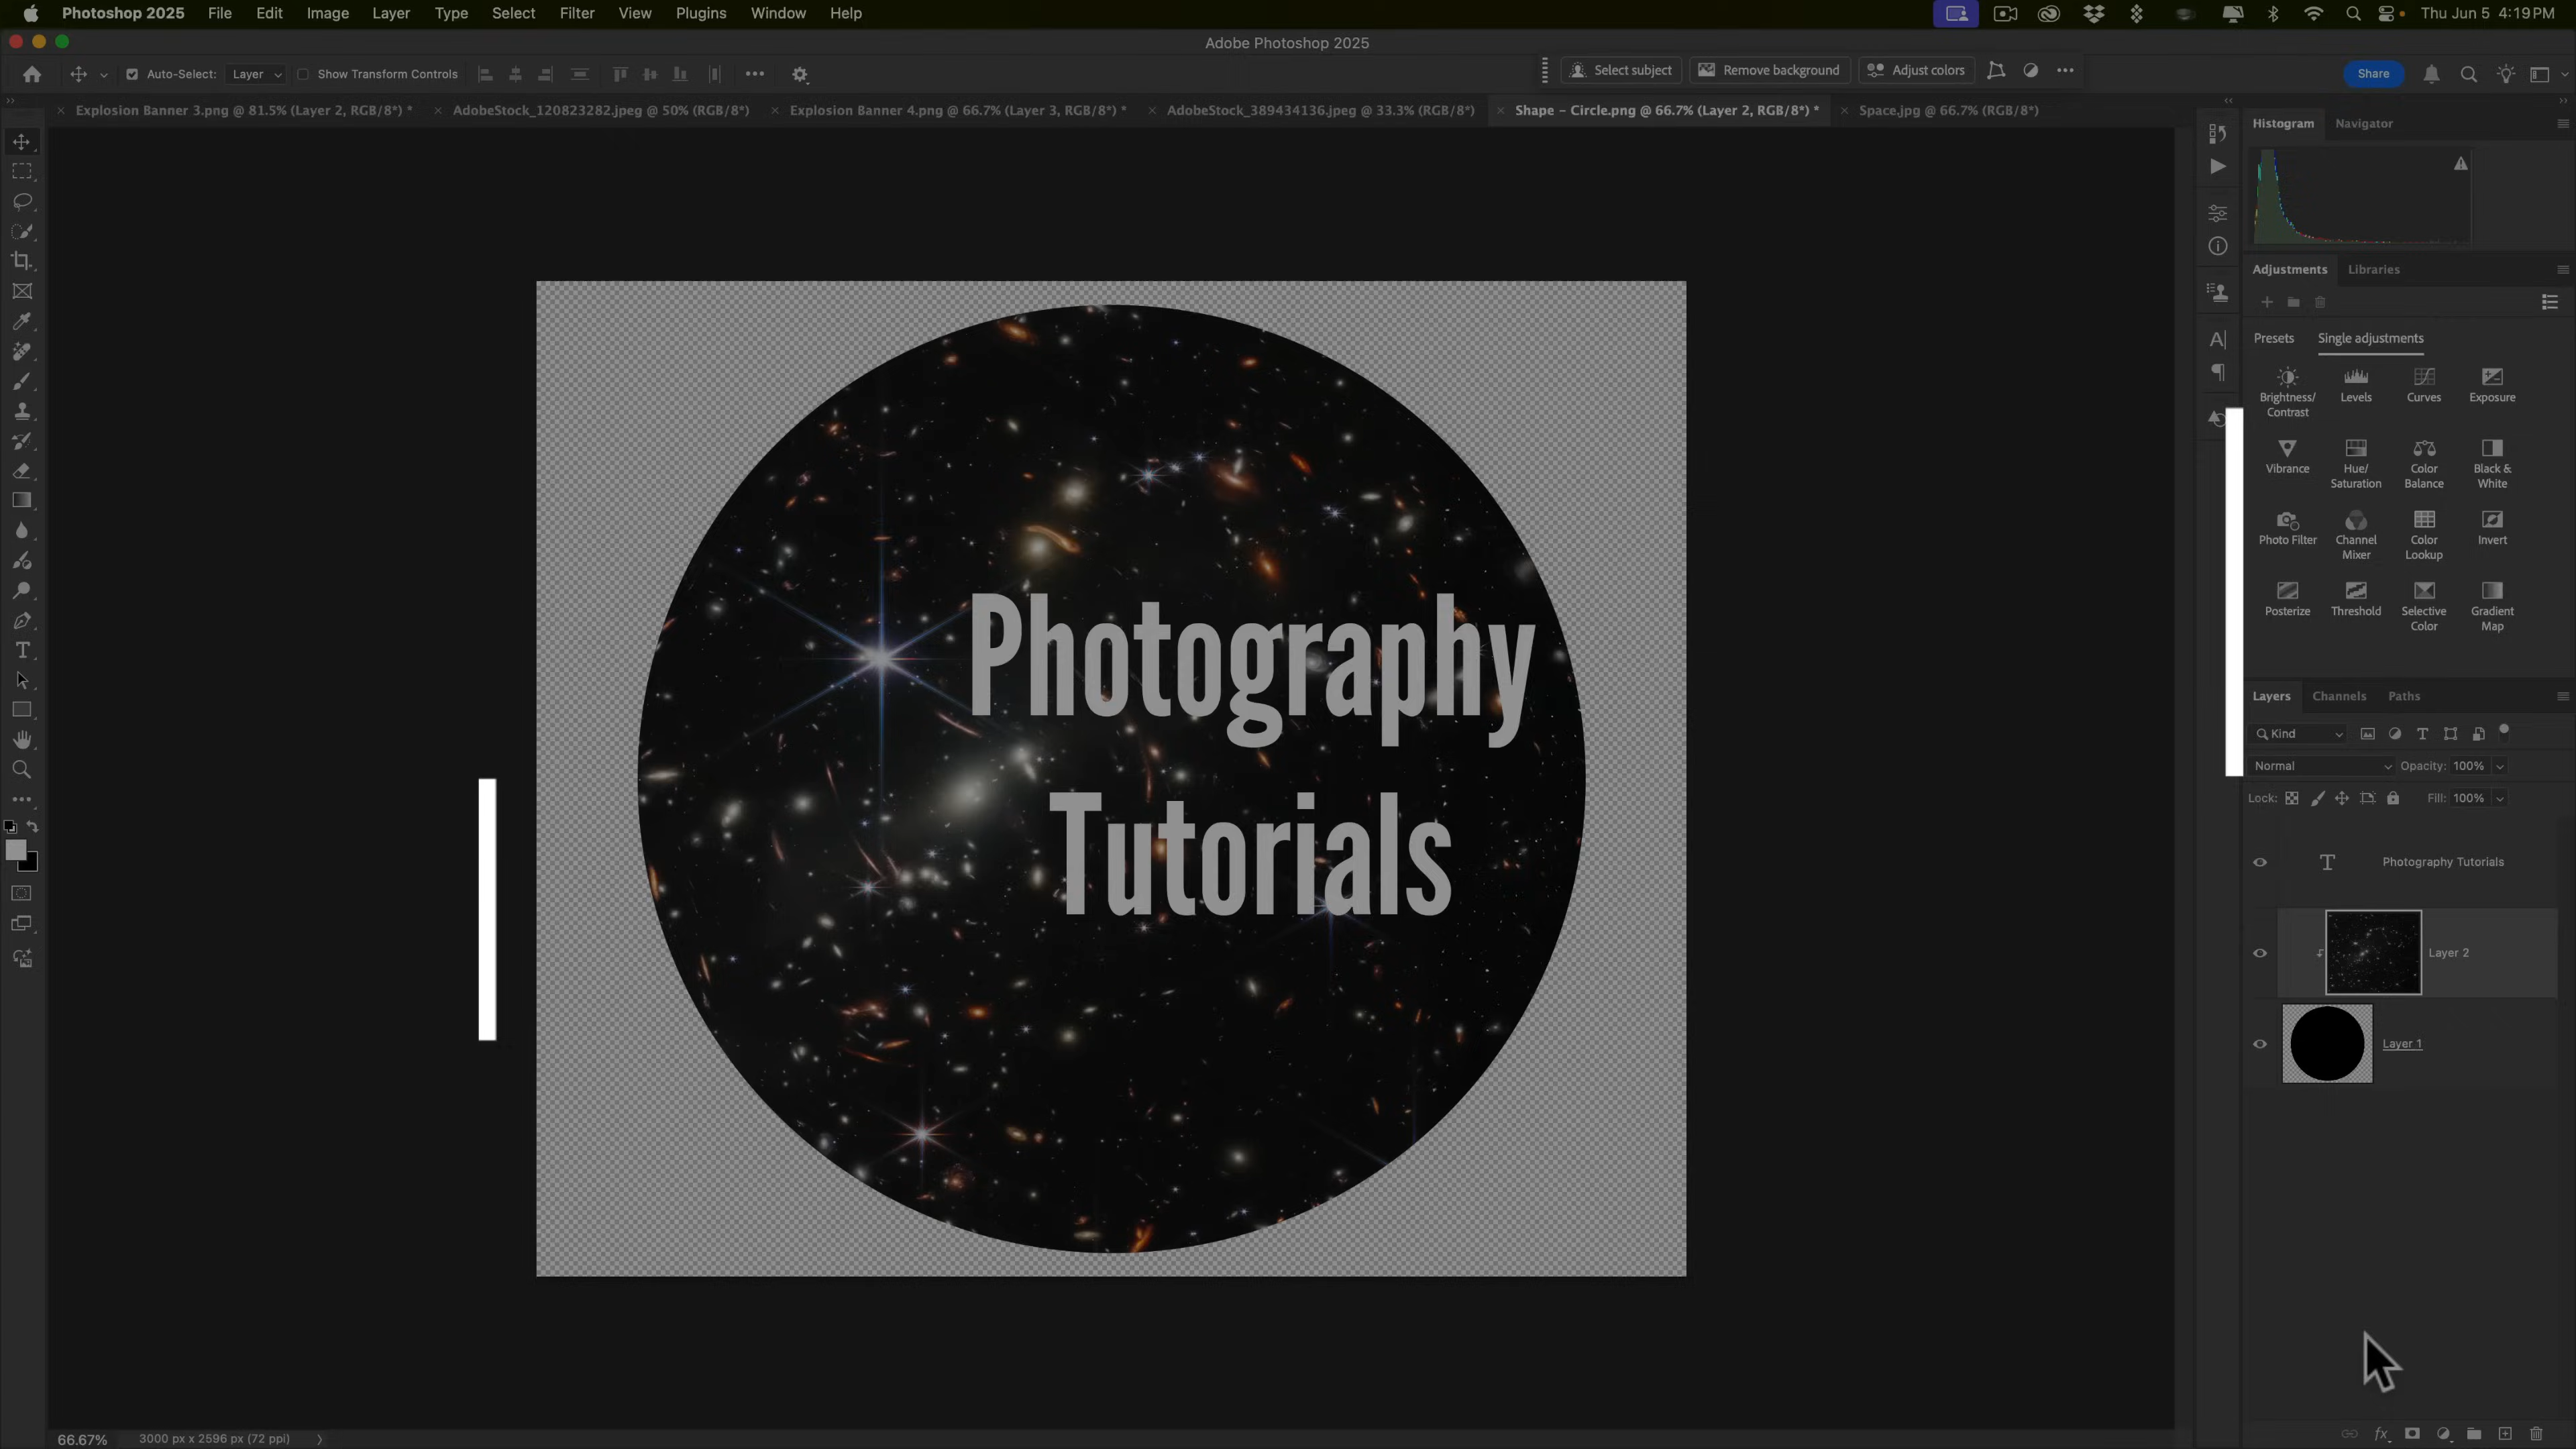 Photoshop 2025 File Edit Image Layer Type Select Filter View Plugins Window Help Thu Jun 5 4:19 PM
Adobe Photoshop 2025
Auto-Select: Layer Show Transform Controls Select subject Remove background Adjust colors Share
Explosion Banner 3.png @ 81.5% (Layer 2, RGB/8*) * AdobeStock_120823282.jpeg @ 50% (RGB/8*) Explosion Banner 4.png @ 66.7% (Layer 3, RGB/8*) * AdobeStock_389434136.jpeg @ 33.3% (RGB/8*) Shape – Circle.png @ 66.7% (Layer 2, RGB/8*) * Space.jpg @ 66.7% (RGB/8*)
Histogram Navigator
Adjustments Libraries
Presets Single adjustments
Brightness/ Contrast Levels Curves Exposure
Vibrance Hue/ Saturation Color Balance Black & White
Photo Filter Channel Mixer Color Lookup Invert
Posterize Threshold Selective Color Gradient Map
Photography
Tutorials
Layers Channels Paths
Kind
Normal Opacity: 100%
Lock: Fill: 100%
Photography Tutorials
Layer 2
Layer 1
66.67% 3000 px x 2596 px (72 ppi)